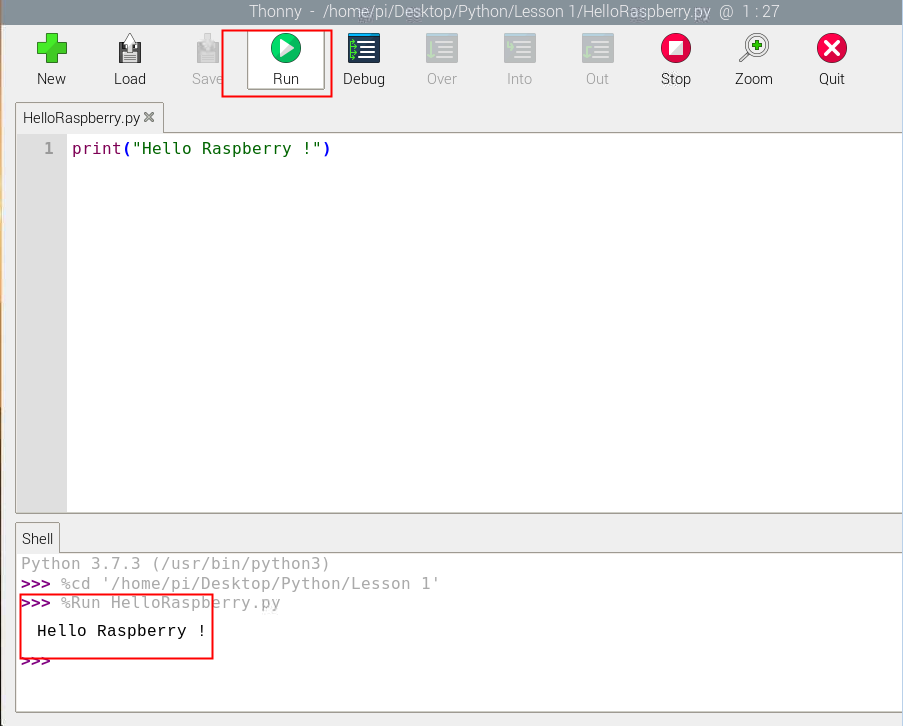 Thonny - /home/pi/Desktop/Python/Lesson 1/HelloRaspberry.py @ 1 : 27
New Load Save Run Debug Over Into Out Stop Zoom Quit
HelloRaspberry.py
1 print("Hello Raspberry !")
Shell
Python 3.7.3 (/usr/bin/python3)
>>> %cd '/home/pi/Desktop/Python/Lesson 1'
>>> %Run HelloRaspberry.py
Hello Raspberry !
>>>